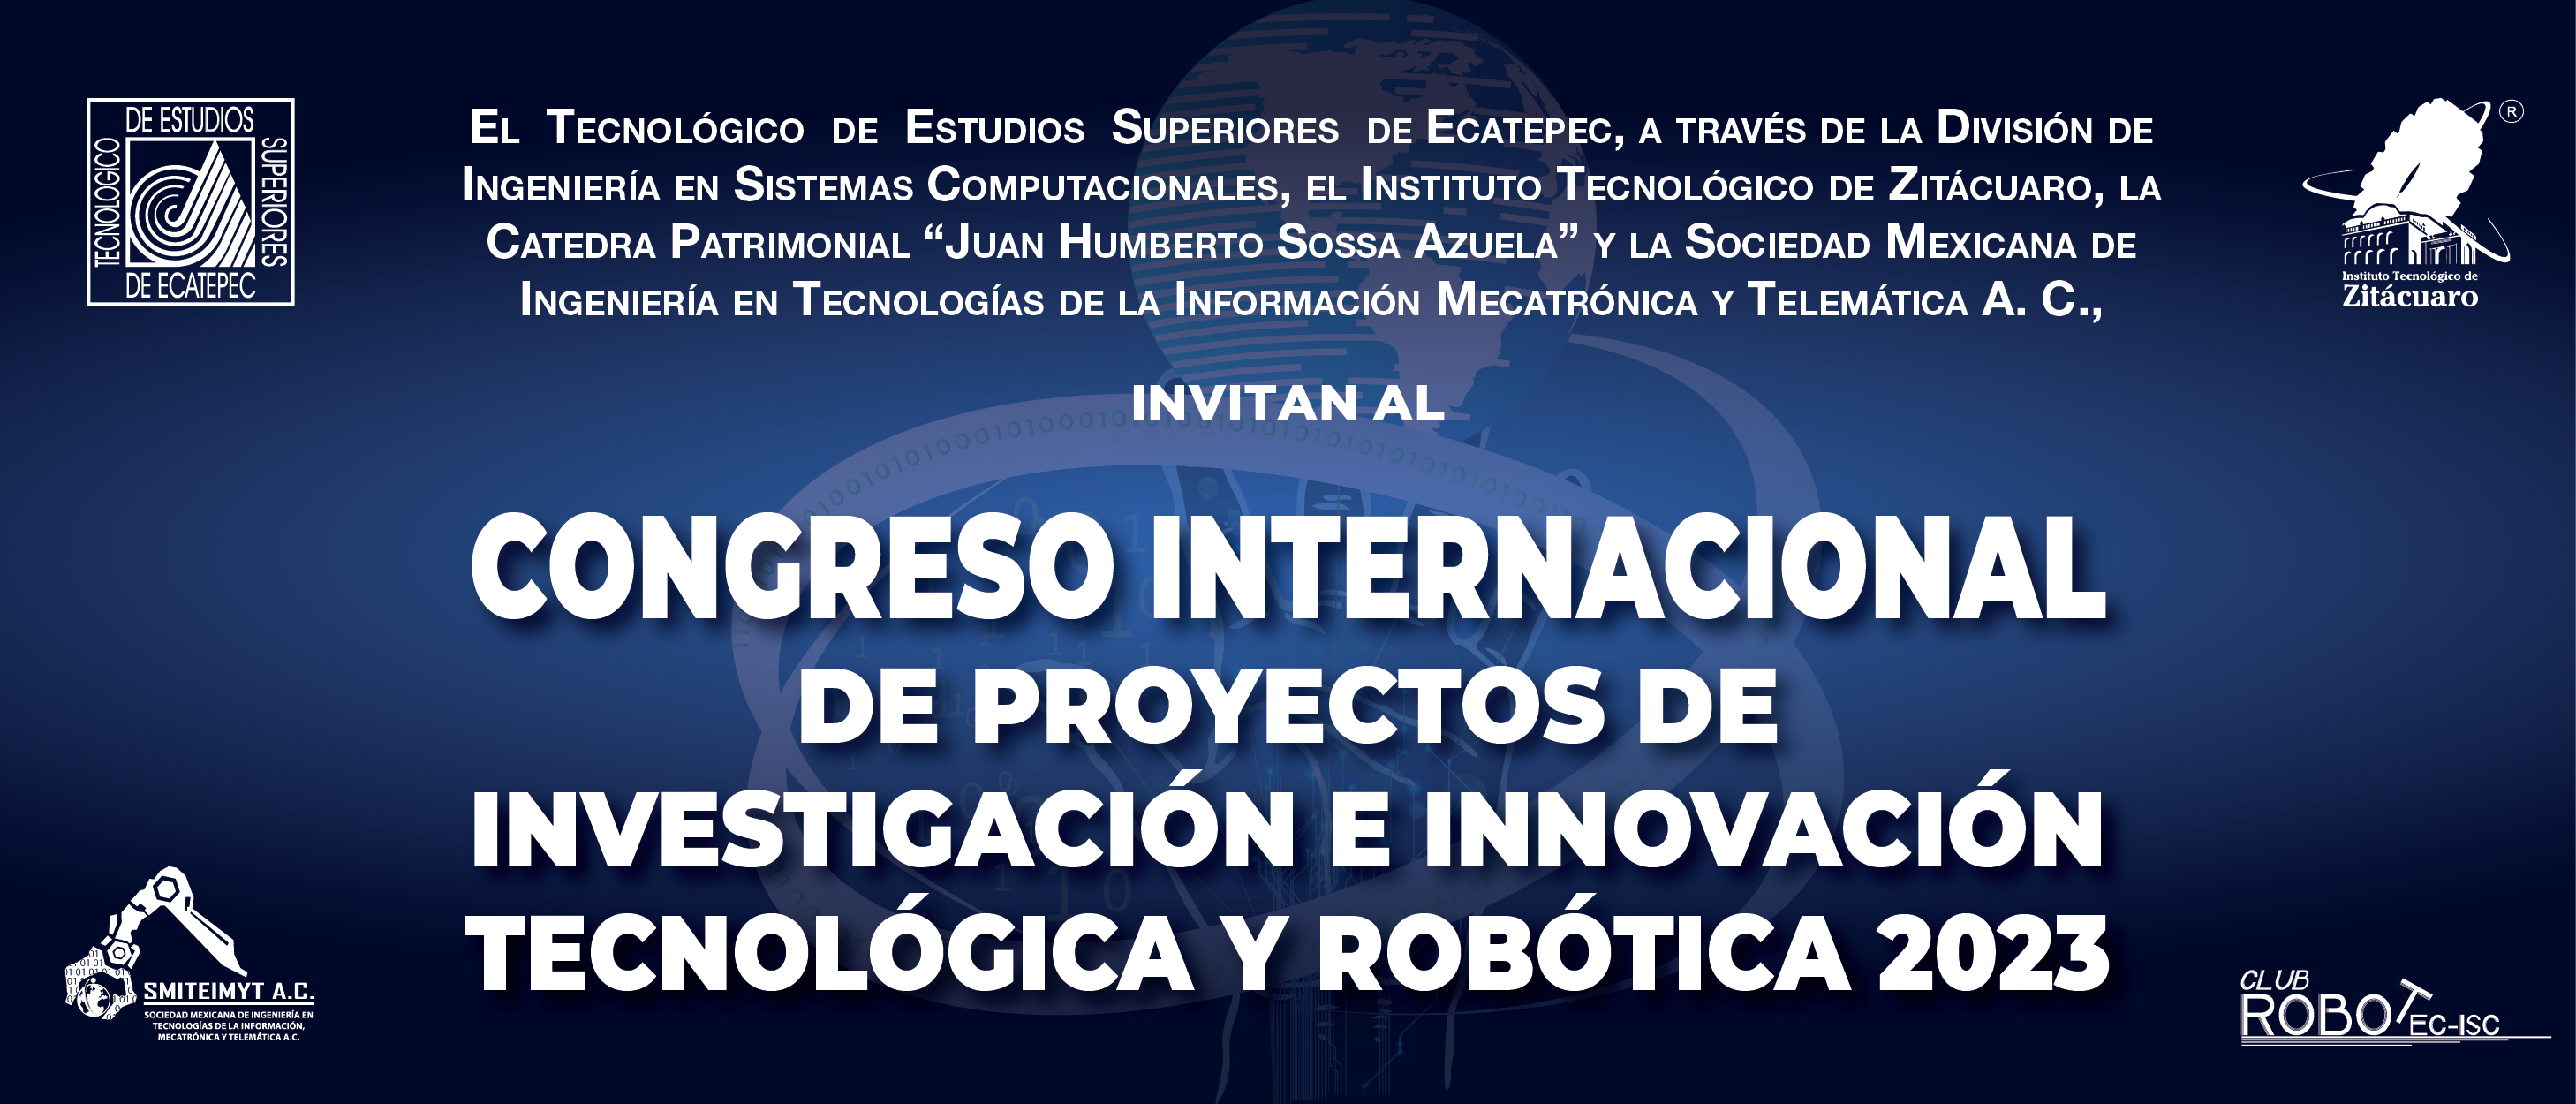 TECNOLOGICO
DE ESTUDIOS
SUPERIORES
DE ECATEPEC
El Tecnológico de Estudios Superiores de Ecatepec, a través de la División de
Ingeniería en Sistemas Computacionales, el Instituto Tecnológico de Zitácuaro, la
Catedra Patrimonial “Juan Humberto Sossa Azuela” y la Sociedad Mexicana de
Ingeniería en Tecnologías de la Información Mecatrónica y Telemática A. C.,
®
Instituto Tecnológico de
Zitácuaro
INVITAN AL
CONGRESO INTERNACIONAL
DE PROYECTOS DE
INVESTIGACIÓN E INNOVACIÓN
TECNOLÓGICA Y ROBÓTICA 2023
SMITEIMYT A.C.
SOCIEDAD MEXICANA DE INGENIERÍA EN
TECNOLOGÍAS DE LA INFORMACIÓN,
MECATRÓNICA Y TELEMÁTICA A.C.
CLUB
ROBOTEC-ISC